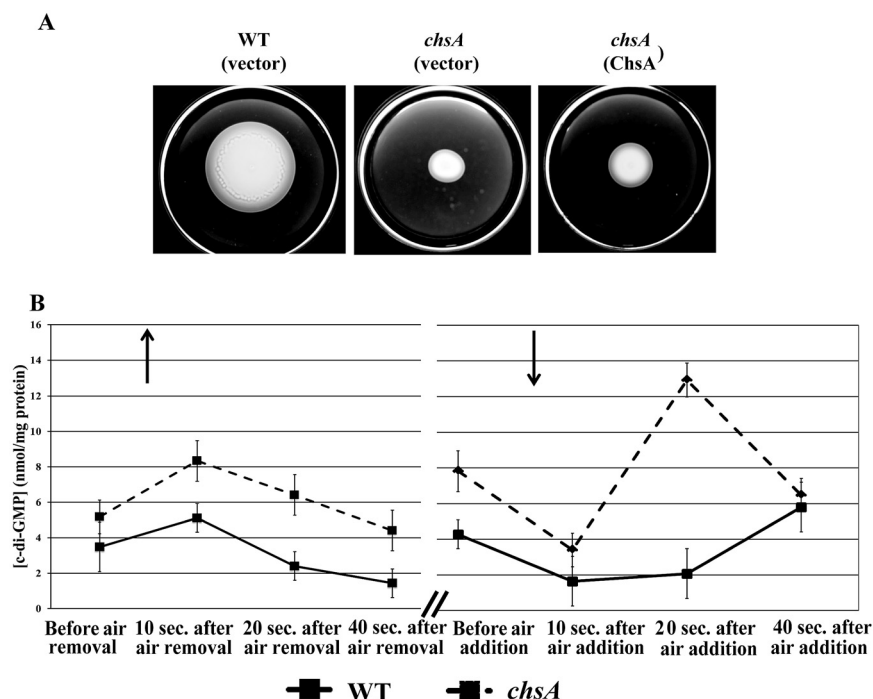 A
WT
(vector)
chsA
(vector)
chsA
(ChsA)
B
[c-di-GMP] (nmol/mg protein)
16
14
12
10
8
6
4
2
0
Before air
removal
10 sec. after
air removal
20 sec. after
air removal
40 sec. after
air removal
Before air
addition
10 sec. after
air addition
20 sec. after
air addition
40 sec. after
air addition
WT
chsA